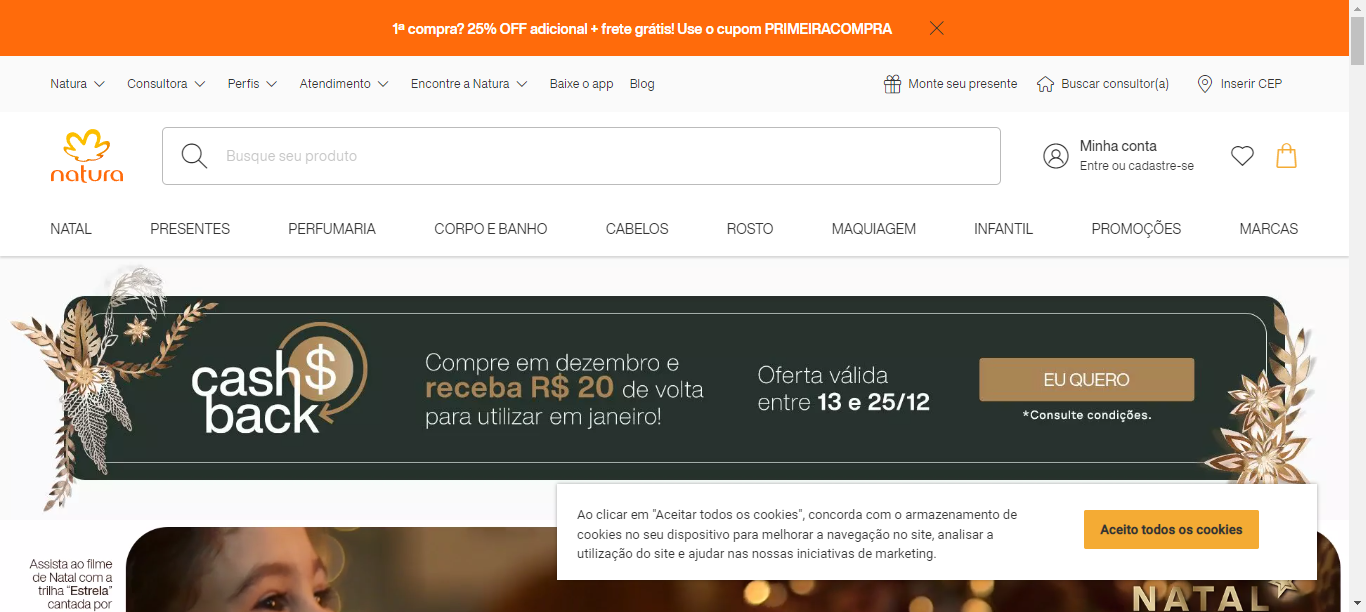 1ª compra? 25% OFF adicional + frete grátis! Use o cupom PRIMEIRACOMPRA
Natura Consultora Perfis Atendimento Encontre a Natura Baixe o app Blog Monte seu presente Buscar consultor(a) Inserir CEP
natura
Busque seu produto
Minha conta
Entre ou cadastre-se
NATAL PRESENTES PERFUMARIA CORPO E BANHO CABELOS ROSTO MAQUIAGEM INFANTIL PROMOÇÕES MARCAS
cash$
back
Compre em dezembro e
receba R$ 20 de volta
para utilizar em janeiro!
Oferta válida
entre 13 e 25/12
EU QUERO
*Consulte condições.
Ao clicar em "Aceitar todos os cookies", concorda com o armazenamento de
cookies no seu dispositivo para melhorar a navegação no site, analisar a
utilização do site e ajudar nas nossas iniciativas de marketing.
Aceito todos os cookies
Assista ao filme
de Natal com a
trilha “Estrela”
cantada por
NATAL